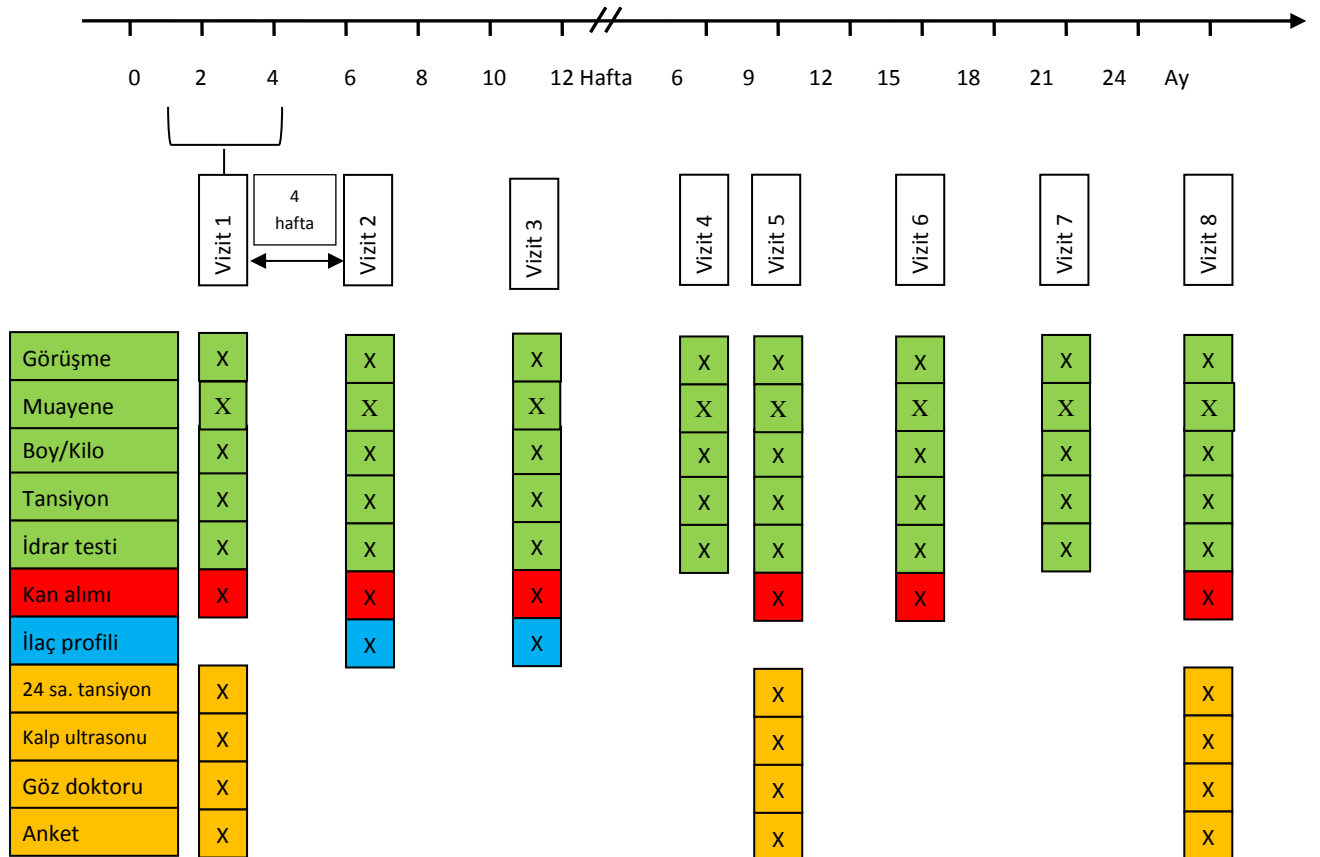 0 2 4 6 8 10 12 Hafta 6 9 12 15 18 21 24 Ay
Vizit 1
4
hafta
Vizit 2
Vizit 3
Vizit 4
Vizit 5
Vizit 6
Vizit 7
Vizit 8
Görüşme X X X X X X X X
Muayene X X X X X X X X
Boy/Kilo X X X X X X X X
Tansiyon X X X X X X X X
İdrar testi X X X X X X X X
Kan alımı X X X X X X
İlaç profili X X
24 sa. tansiyon X X X
Kalp ultrasonu X X X
Göz doktoru X X X
Anket X X X